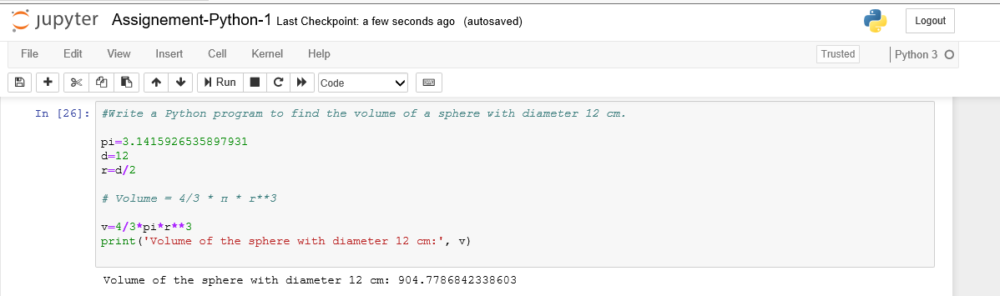 jupyter Assignement-Python-1 Last Checkpoint: a few seconds ago (autosaved) Logout
File Edit View Insert Cell Kernel Help Trusted Python 3
Run Code
In [26]: #Write a Python program to find the volume of a sphere with diameter 12 cm.
pi=3.1415926535897931
d=12
r=d/2
# Volume = 4/3 * π * r**3
v=4/3*pi*r**3
print('Volume of the sphere with diameter 12 cm:', v)
Volume of the sphere with diameter 12 cm: 904.7786842338603